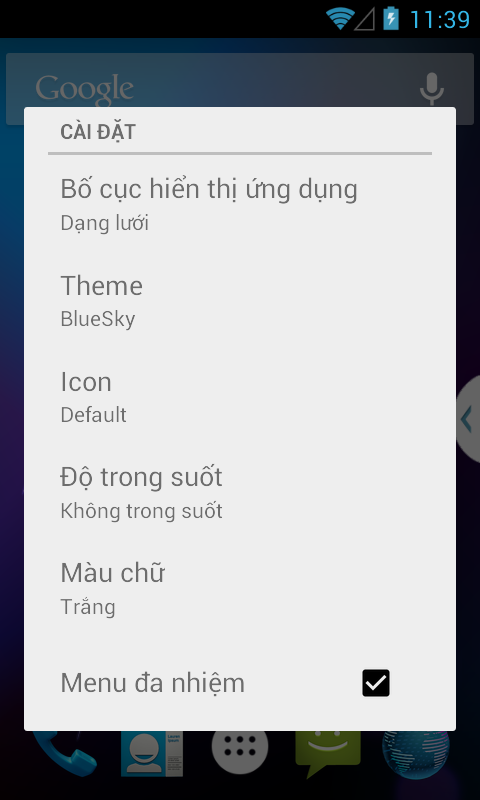 11:39
Google
CÀI ĐẶT
Bố cục hiển thị ứng dụng
Dạng lưới
Theme
BlueSky
Icon
Default
Độ trong suốt
Không trong suốt
Màu chữ
Trắng
Menu đa nhiệm